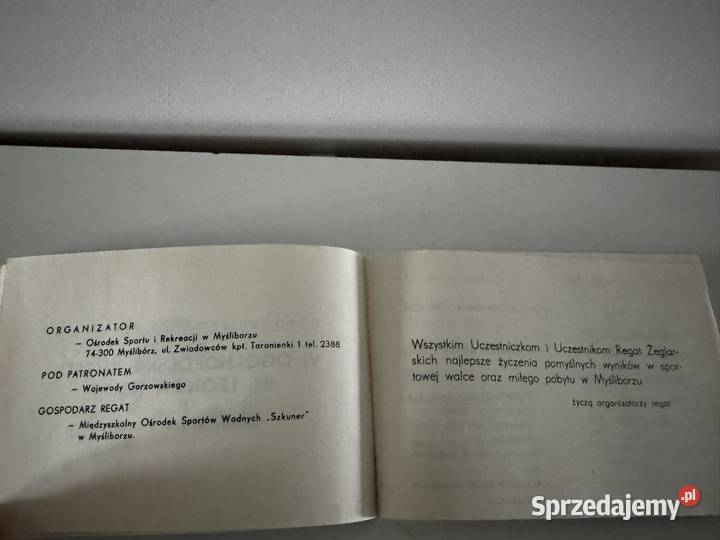 ORGANIZATOR
– Ośrodek Sportu i Rekreacji w Myśliborzu
74-300 Myślibórz, ul. Zwiadowców kpt. Taranienki 1 tel. 2388
POD PATRONATEM
– Wojewody Gorzowskiego
GOSPODARZ REGAT
– Międzyszkolny Ośrodek Sportów Wodnych „Szkuner"
w Myśliborzu.
Wszystkim Uczestniczkom i Uczestnikom Regat Żeglar-
skich najlepsze życzenia pomyślnych wyników w spor-
towej walce oraz miłego pobytu w Myśliborzu
życzą organizatorzy regat
Sprzedajemy.pl